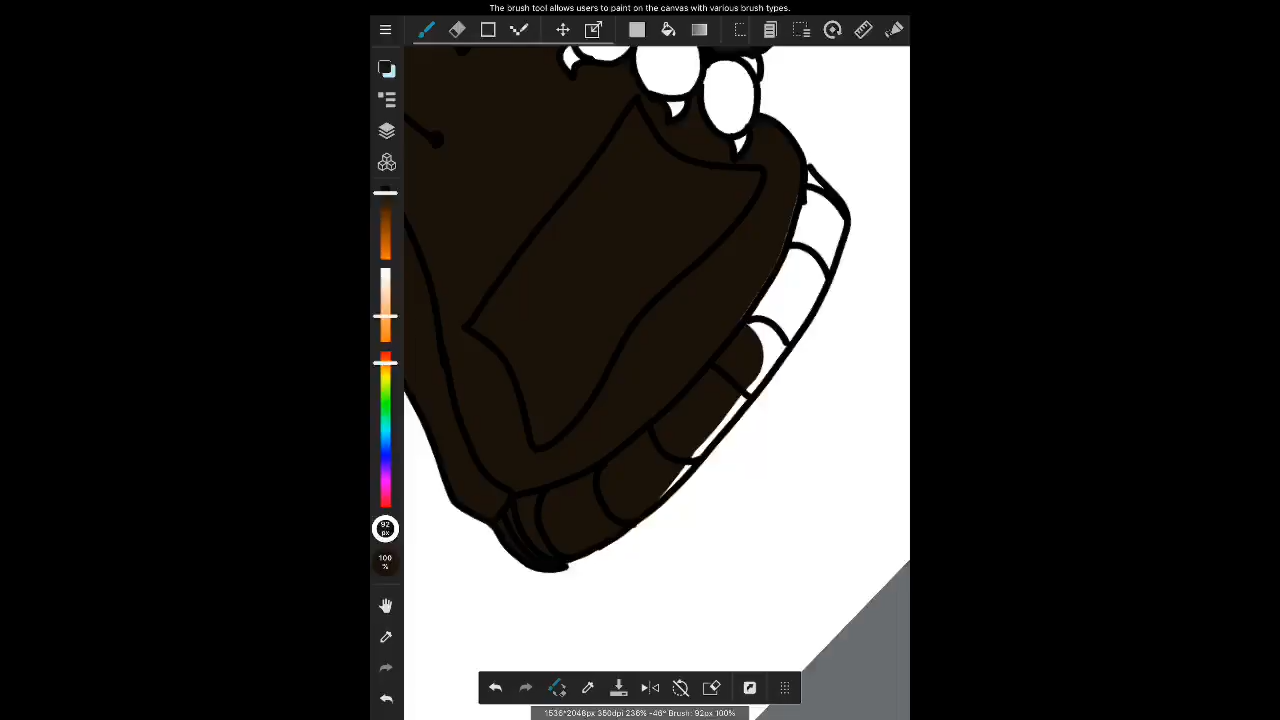 The brush tool allows users to paint on the canvas with various brush types.
92
px
100
%
1536*2048px 350dpi 236% -46° Brush: 92px 100%